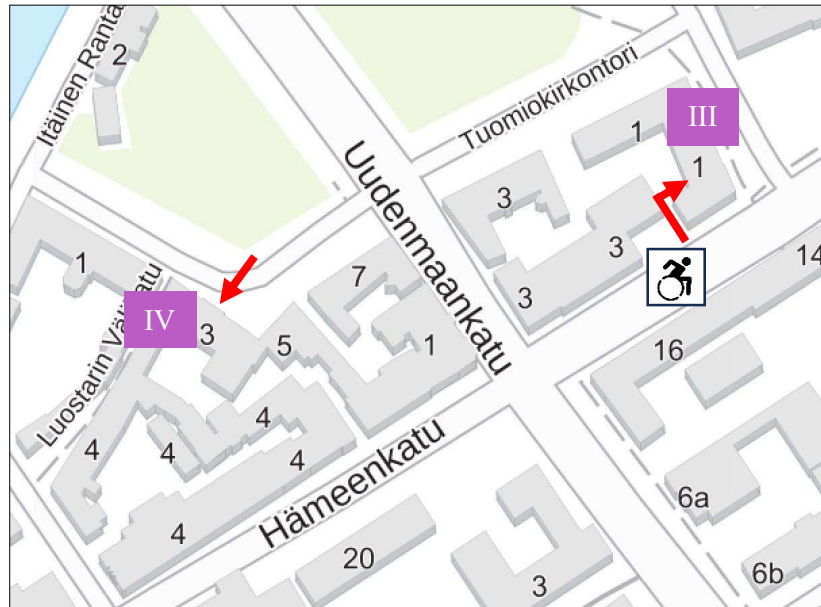 2
Itäinen Ranta
Tuomiokirkontori
III
1
1
Uudenmaankatu
3
3
3
14
7
1
IV
3
5
1
16
Luostarin Välikatu
4
4
4
4
4
Hämeenkatu
20
3
6a
6b